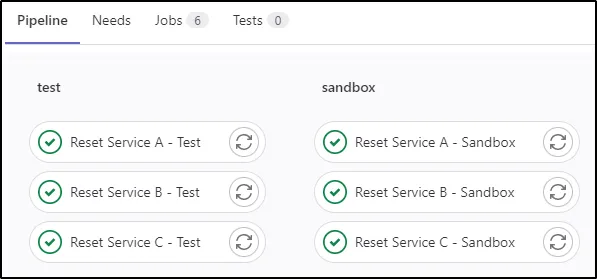 Pipeline Needs Jobs 6 Tests 0
test sandbox
Reset Service A - Test Reset Service A - Sandbox
Reset Service B - Test Reset Service B - Sandbox
Reset Service C - Test Reset Service C - Sandbox